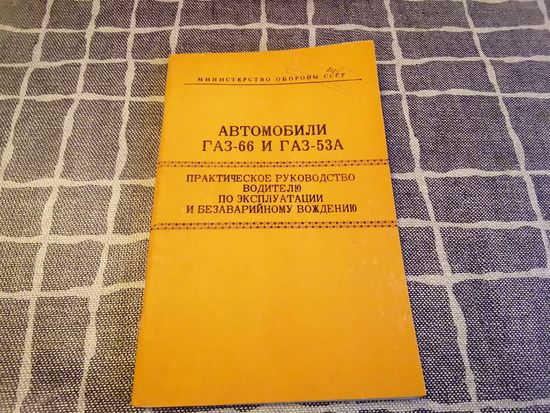 МИНИСТЕРСТВО ОБОРОНЫ СССР
АВТОМОБИЛИ
ГАЗ-66 И ГАЗ-53А
ПРАКТИЧЕСКОЕ РУКОВОДСТВО
ВОДИТЕЛЮ
ПО ЭКСПЛУАТАЦИИ
И БЕЗАВАРИЙНОМУ ВОЖДЕНИЮ